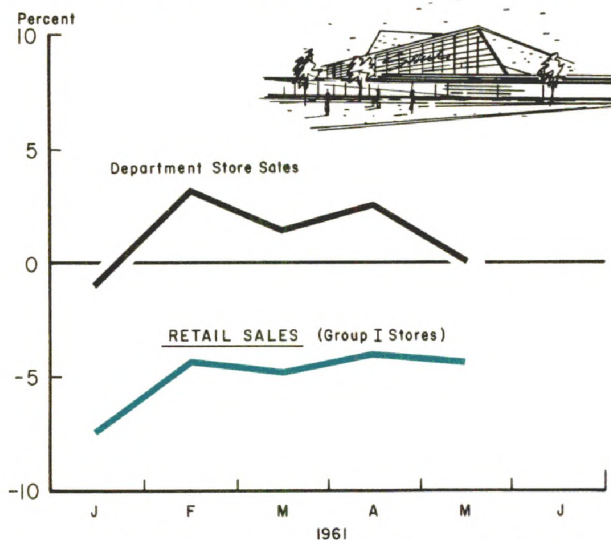 Percent
10
5
Department Store Sales
0
RETAIL SALES (Group I Stores)
-5
-10
J F M A M J
1961